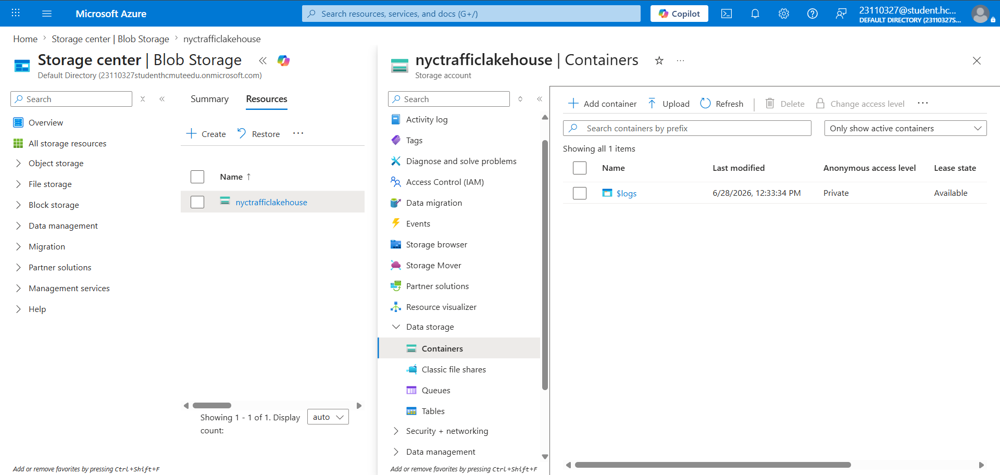 Microsoft Azure
Search resources, services, and docs (G+/)
Copilot
23110327@student.hc...
DEFAULT DIRECTORY (23110327S...
Home
Storage center | Blob Storage
nyctrafficlakehouse
Storage center | Blob Storage
Default Directory (23110327studenthcmuteedu.onmicrosoft.com)
Search
Overview
All storage resources
Object storage
File storage
Block storage
Data management
Migration
Partner solutions
Management services
Help
Add or remove favorites by pressing Ctrl+Shift+F
Summary
Resources
Create
Restore
Name
nyctrafficlakehouse
Showing 1 - 1 of 1. Display
count:
auto
nyctrafficlakehouse | Containers
Storage account
Search
Activity log
Tags
Diagnose and solve problems
Access Control (IAM)
Data migration
Events
Storage browser
Storage Mover
Partner solutions
Resource visualizer
Data storage
Containers
Classic file shares
Queues
Tables
Security + networking
Data management
Add or remove favorites by pressing Ctrl+Shift+F
Add container
Upload
Refresh
Delete
Change access level
Search containers by prefix
Only show active containers
Showing all 1 items
Name Last modified Anonymous access level Lease state
$logs 6/28/2026, 12:33:34 PM Private Available